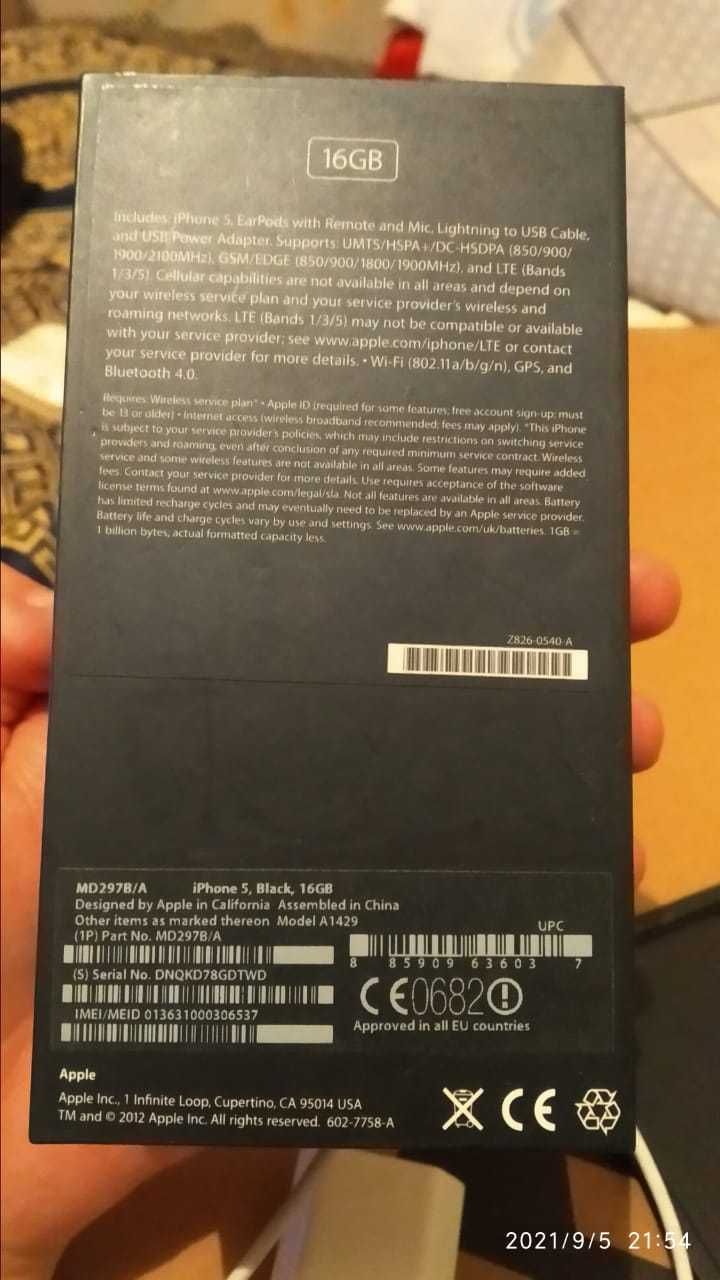 16GB
Includes: iPhone 5, EarPods with Remote and Mic, Lightning to USB Cable,
and USB Power Adapter. Supports: UMTS/HSPA+/DC-HSDPA (850/900/
1900/2100MHz), GSM/EDGE (850/900/1800/1900MHz), and LTE (Bands
1/3/5). Cellular capabilities are not available in all areas and depend on
your wireless service plan and your service provider's wireless and
roaming networks. LTE (Bands 1/3/5) may not be compatible or available
with your service provider; see www.apple.com/iphone/LTE or contact
your service provider for more details. • Wi-Fi (802.11a/b/g/n), GPS, and
Bluetooth 4.0.
Requires: Wireless service plan* • Apple ID (required for some features; free account sign-up; must
be 13 or older) • Internet access (wireless broadband recommended; fees may apply). *This iPhone
is subject to your service provider's policies, which may include restrictions on switching service
providers and roaming, even after conclusion of any required minimum service contract. Wireless
service and some wireless features are not available in all areas. Some features may require added
fees. Contact your service provider for more details. Use requires acceptance of the software
license terms found at www.apple.com/legal/sla. Not all features are available in all areas. Battery
has limited recharge cycles and may eventually need to be replaced by an Apple service provider.
Battery life and charge cycles vary by use and settings. See www.apple.com/uk/batteries. 1GB =
1 billion bytes; actual formatted capacity less.
Z826-0540-A
MD297B/A iPhone 5, Black, 16GB
Designed by Apple in California Assembled in China
Other items as marked thereon Model A1429
(1P) Part No. MD297B/A
UPC
8 85909 63603 7
(S) Serial No. DNQKD78GDTWD
IMEI/MEID 013631000306537
CE0682
Approved in all EU countries
Apple
Apple Inc., 1 Infinite Loop, Cupertino, CA 95014 USA
TM and © 2012 Apple Inc. All rights reserved. 602-7758-A
CE
2021/9/5 21:54